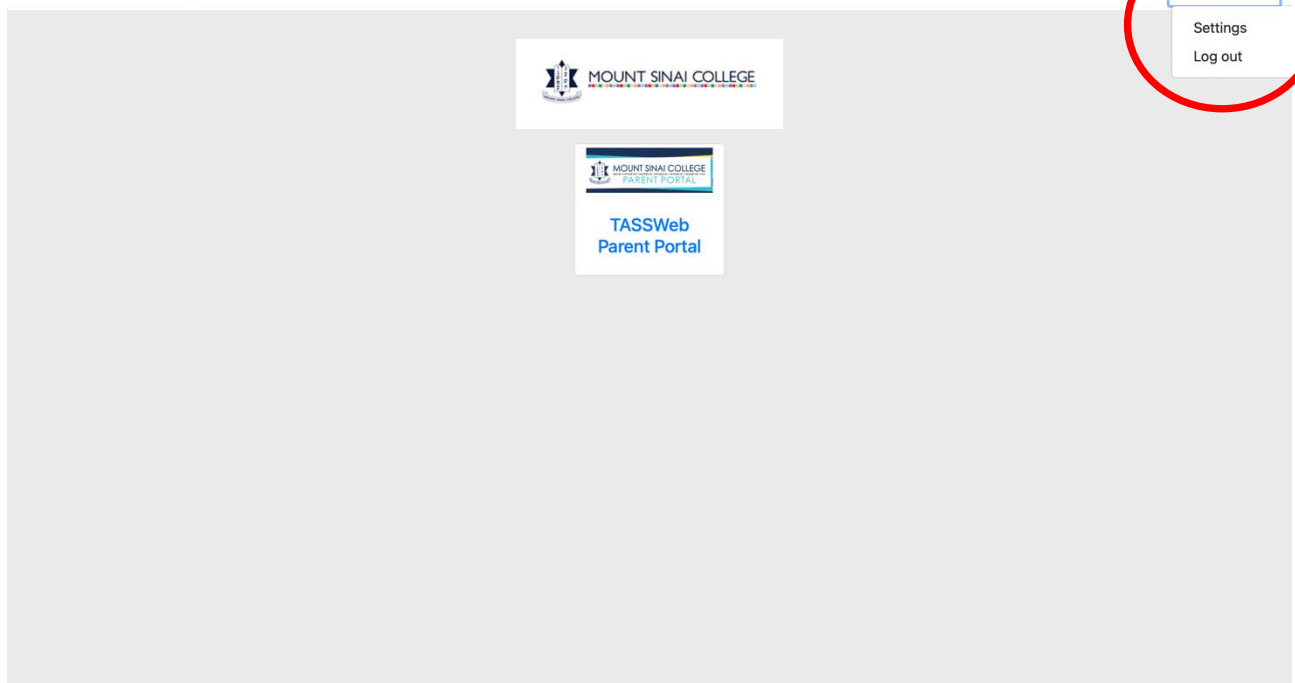 Settings
Log out
MOUNT SINAI COLLEGE
MOUNT SINAI COLLEGE
PARENT PORTAL
TASSWeb
Parent Portal